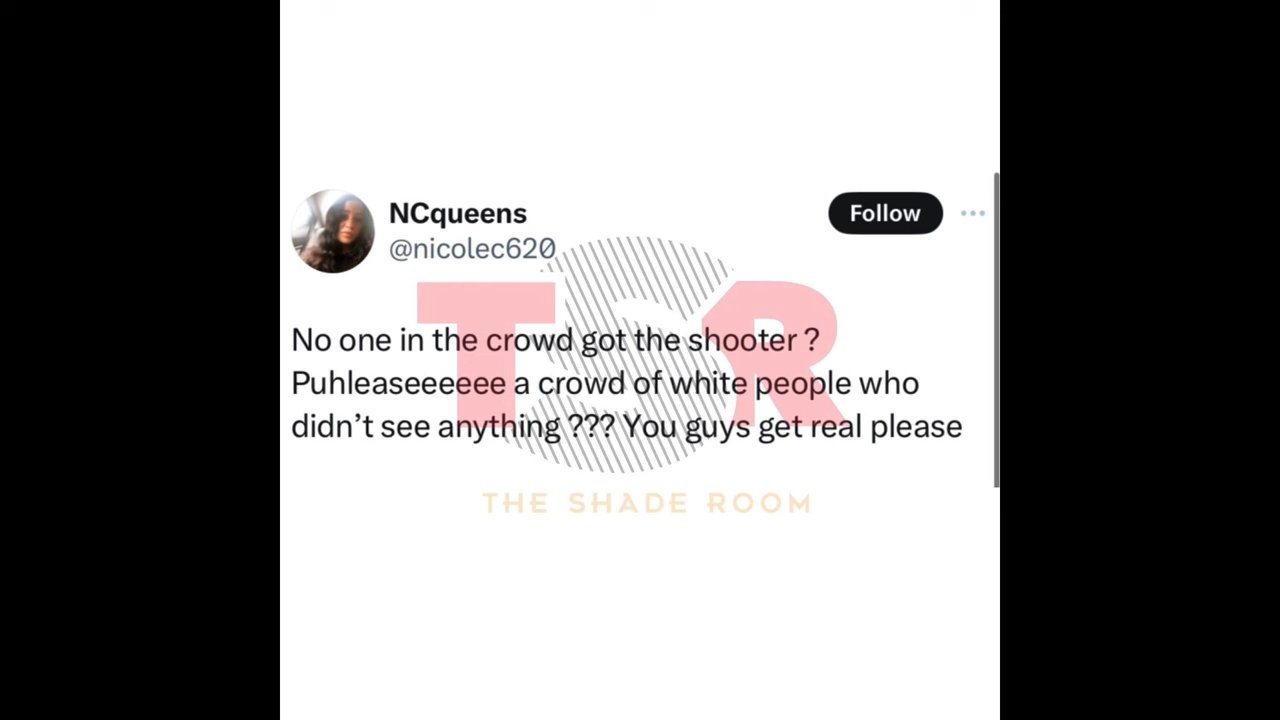 NCqueens
@nicolec620
Follow
No one in the crowd got the shooter ?
Puhleaseeeeee a crowd of white people who
didn’t see anything ??? You guys get real please
TSR
THE SHADE ROOM